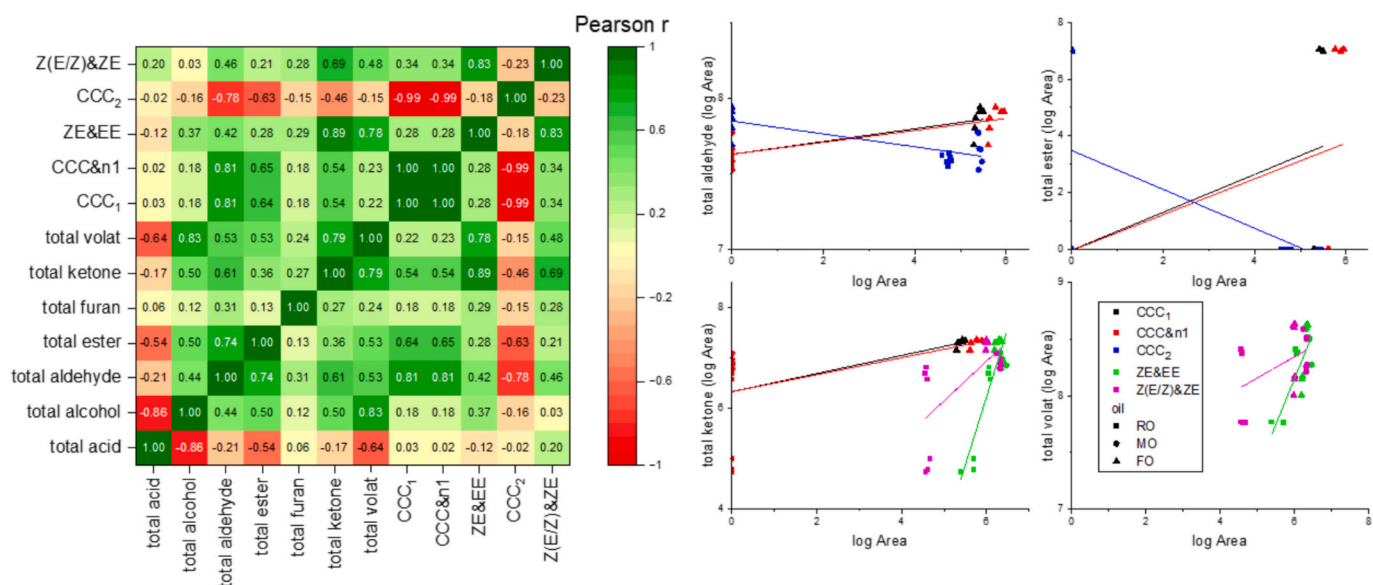 Pearson r
Z(E/Z)&ZE 0.20 0.03 0.46 0.21 0.28 0.69 0.48 0.34 0.34 0.83 -0.23 1.00
CCC₂ -0.02 -0.16 -0.78 -0.63 -0.15 -0.46 -0.15 -0.99 -0.99 -0.18 1.00 -0.23
ZE&EE -0.12 0.37 0.42 0.28 0.29 0.89 0.78 0.28 0.28 1.00 -0.18 0.83
CCC&n1 0.02 0.18 0.81 0.65 0.18 0.54 0.23 1.00 1.00 0.28 -0.99 0.34
CCC₁ 0.03 0.18 0.81 0.64 0.18 0.54 0.22 1.00 1.00 0.28 -0.99 0.34
total volat -0.64 0.83 0.53 0.53 0.24 0.79 1.00 0.22 0.23 0.78 -0.15 0.48
total ketone -0.17 0.50 0.61 0.36 0.27 1.00 0.79 0.54 0.54 0.89 -0.46 0.69
total furan 0.06 0.12 0.31 0.13 1.00 0.27 0.24 0.18 0.18 0.29 -0.15 0.28
total ester -0.54 0.50 0.74 1.00 0.13 0.36 0.53 0.64 0.65 0.28 -0.63 0.21
total aldehyde -0.21 0.44 1.00 0.74 0.31 0.61 0.53 0.81 0.81 0.42 -0.78 0.46
total alcohol -0.86 1.00 0.44 0.50 0.12 0.50 0.83 0.18 0.18 0.37 -0.16 0.03
total acid 1.00 -0.86 -0.21 -0.54 0.06 -0.17 -0.64 0.03 0.02 -0.12 -0.02 0.20
total acid
total alcohol
total aldehyde
total ester
total furan
total ketone
total volat
CCC₁
CCC&n1
ZE&EE
CCC₂
Z(E/Z)&ZE
1
0.6
0.2
−0.2
−0.6
−1
total aldehyde (log Area)
8
7
0 2 4 6
log Area
total ester (log Area)
8
6
4
2
0
0 2 4 6
log Area
total ketone (log Area)
8
6
4
0 2 4 6
log Area
total volat (log Area)
9
8
7
0 2 4 6 8
log Area
CCC₁
CCC&n1
CCC₂
ZE&EE
Z(E/Z)&ZE
oil
RO
MO
FO